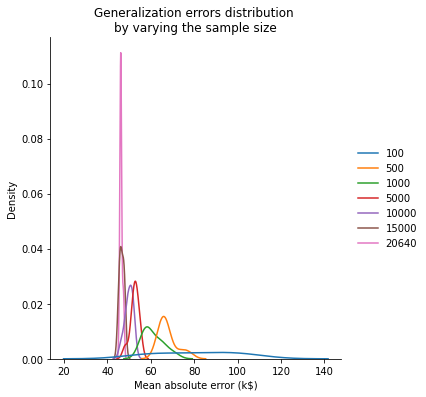 Generalization errors distribution
by varying the sample size
0.10
0.08
0.06
0.04
0.02
0.00
Density
20 40 60 80 100 120 140
Mean absolute error (k$)
100
500
1000
5000
10000
15000
20640